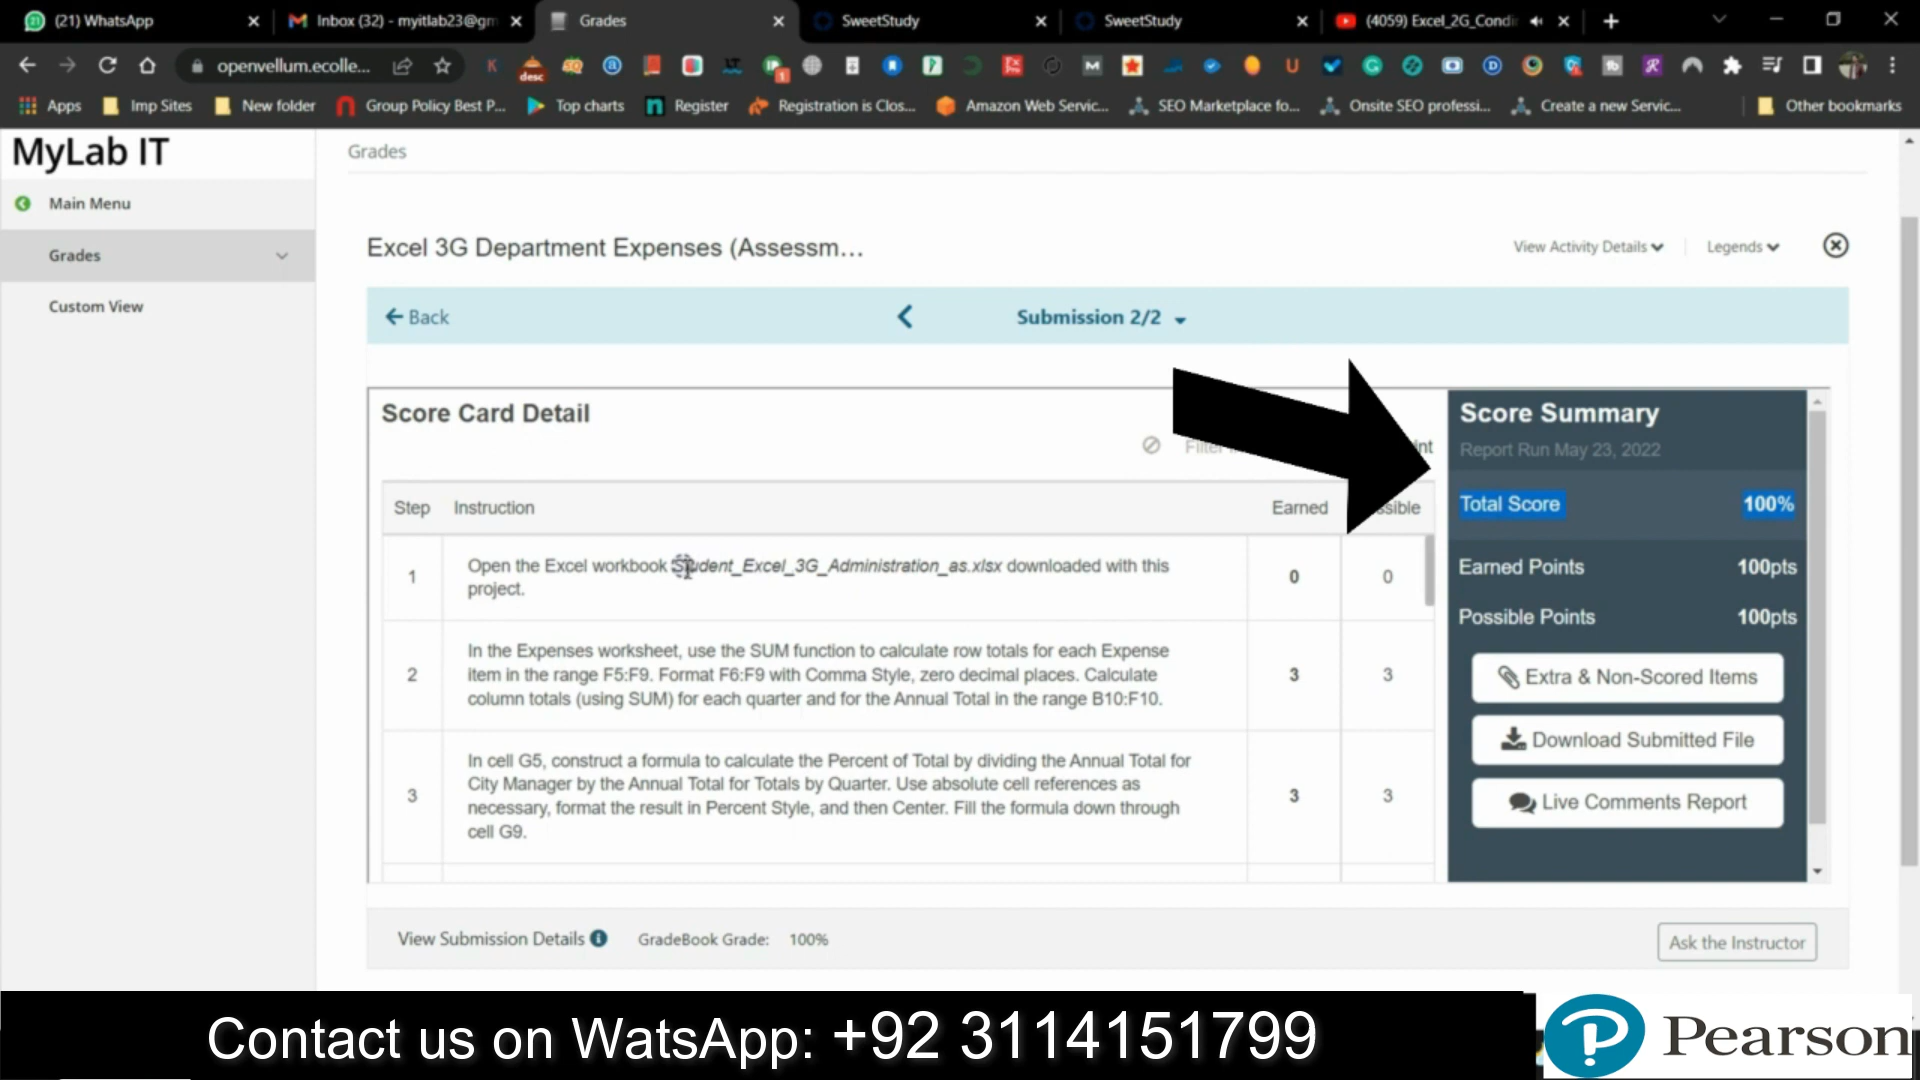 (21) WhatsApp
Inbox (32) - myitlab23@gm
Grades
SweetStudy
SweetStudy
(4059) Excel_2G_Condi
openvellum.ecolle...
desc
Apps
Imp Sites
New folder
Group Policy Best P...
Top charts
Register
Registration is Clos...
Amazon Web Servic...
SEO Marketplace fo...
Onsite SEO professi...
Create a new Servic...
Other bookmarks
MyLab IT
Grades
Main Menu
Grades
Custom View
Excel 3G Department Expenses (Assessm...
View Activity Details
Legends
Back
Submission 2/2
Score Card Detail
Score Summary
Report Run May 23, 2022
Step Instruction Earned
Total Score 100%
1 Open the Excel workbook Student_Excel_3G_Administration_as.xlsx downloaded with this
project.
0 0
Earned Points 100pts
Possible Points 100pts
2 In the Expenses worksheet, use the SUM function to calculate row totals for each Expense
item in the range F5:F9. Format F6:F9 with Comma Style, zero decimal places. Calculate
column totals (using SUM) for each quarter and for the Annual Total in the range B10:F10.
3 3
3 In cell G5, construct a formula to calculate the Percent of Total by dividing the Annual Total for
City Manager by the Annual Total for Totals by Quarter. Use absolute cell references as
necessary, format the result in Percent Style, and then Center. Fill the formula down through
cell G9.
3 3
Extra & Non-Scored Items
Download Submitted File
Live Comments Report
View Submission Details
GradeBook Grade: 100%
Ask the Instructor
Contact us on WatsApp: +92 3114151799
Pearson